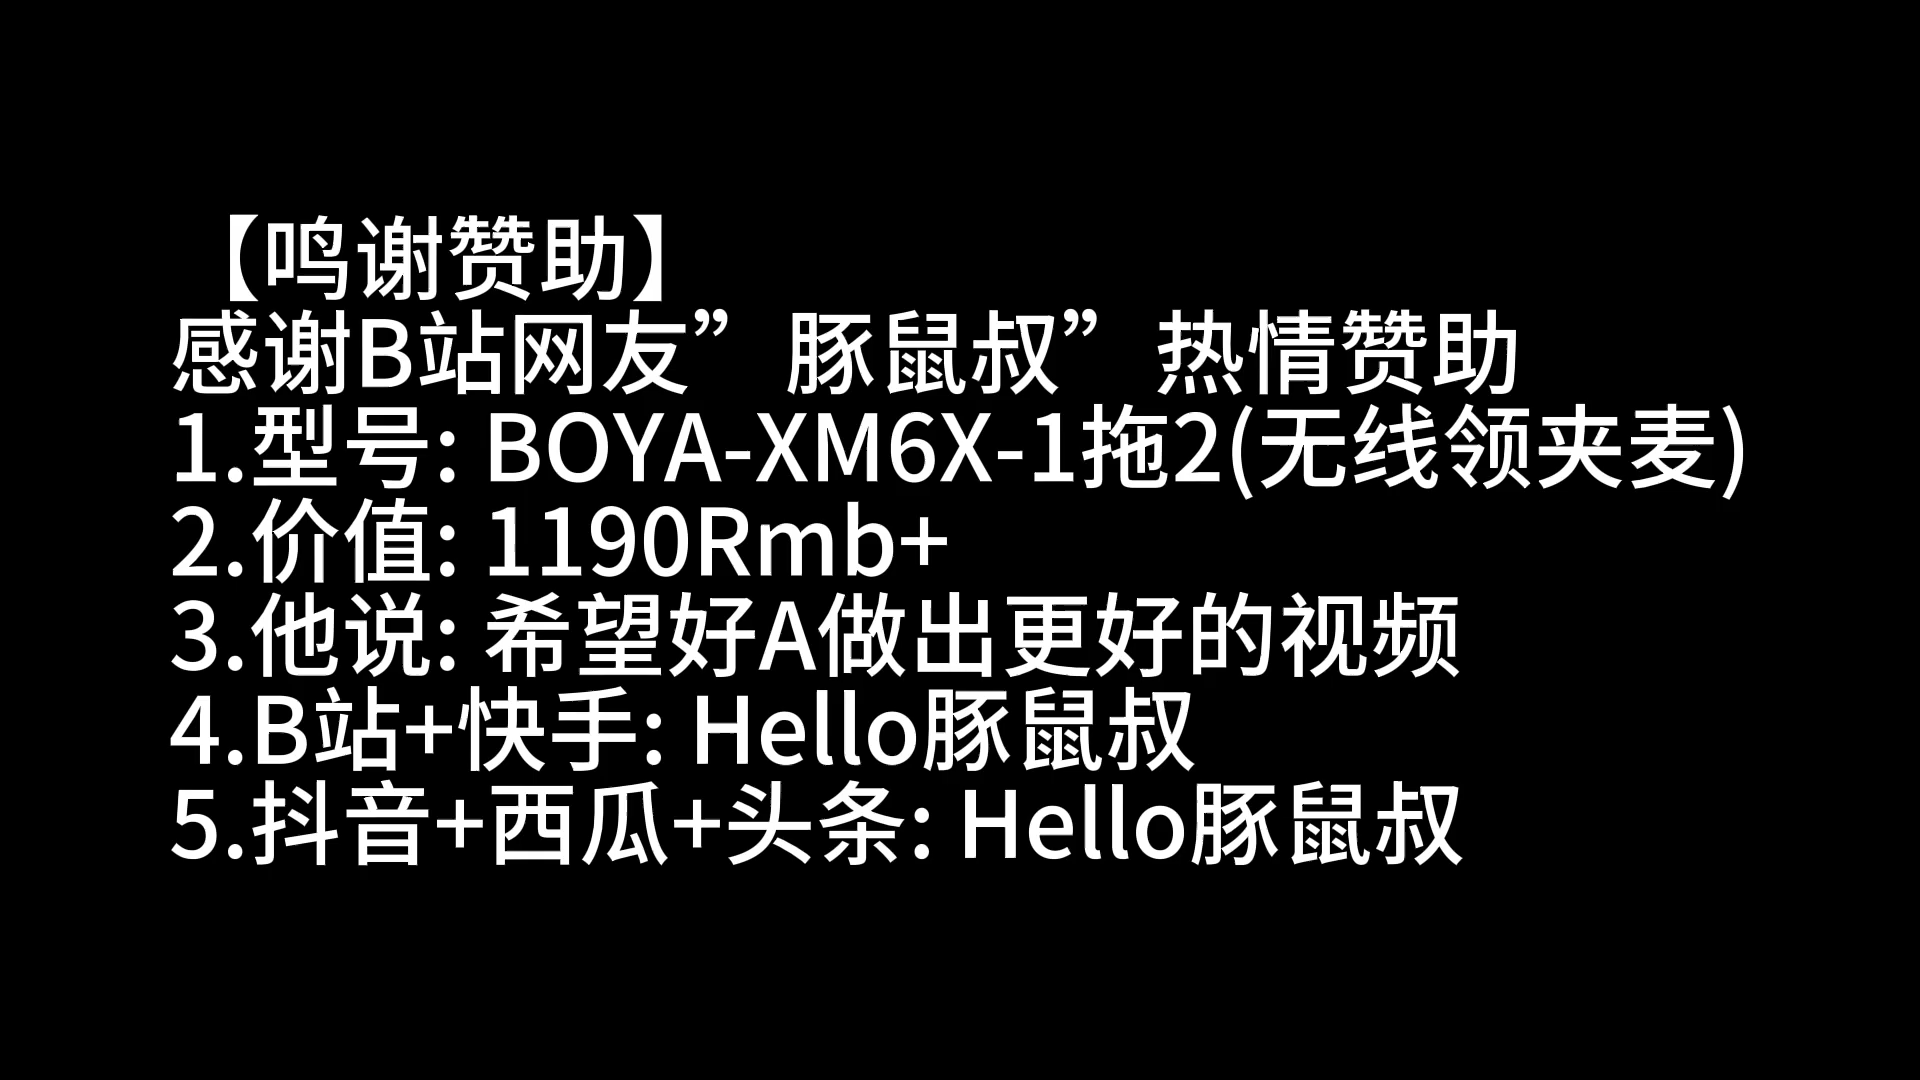 【鸣谢赞助】
感谢B站网友”豚鼠叔”热情赞助
1.型号: BOYA-XM6X-1拖2(无线领夹麦)
2.价值: 1190Rmb+
3.他说: 希望好A做出更好的视频
4.B站+快手: Hello豚鼠叔
5.抖音+西瓜+头条: Hello豚鼠叔